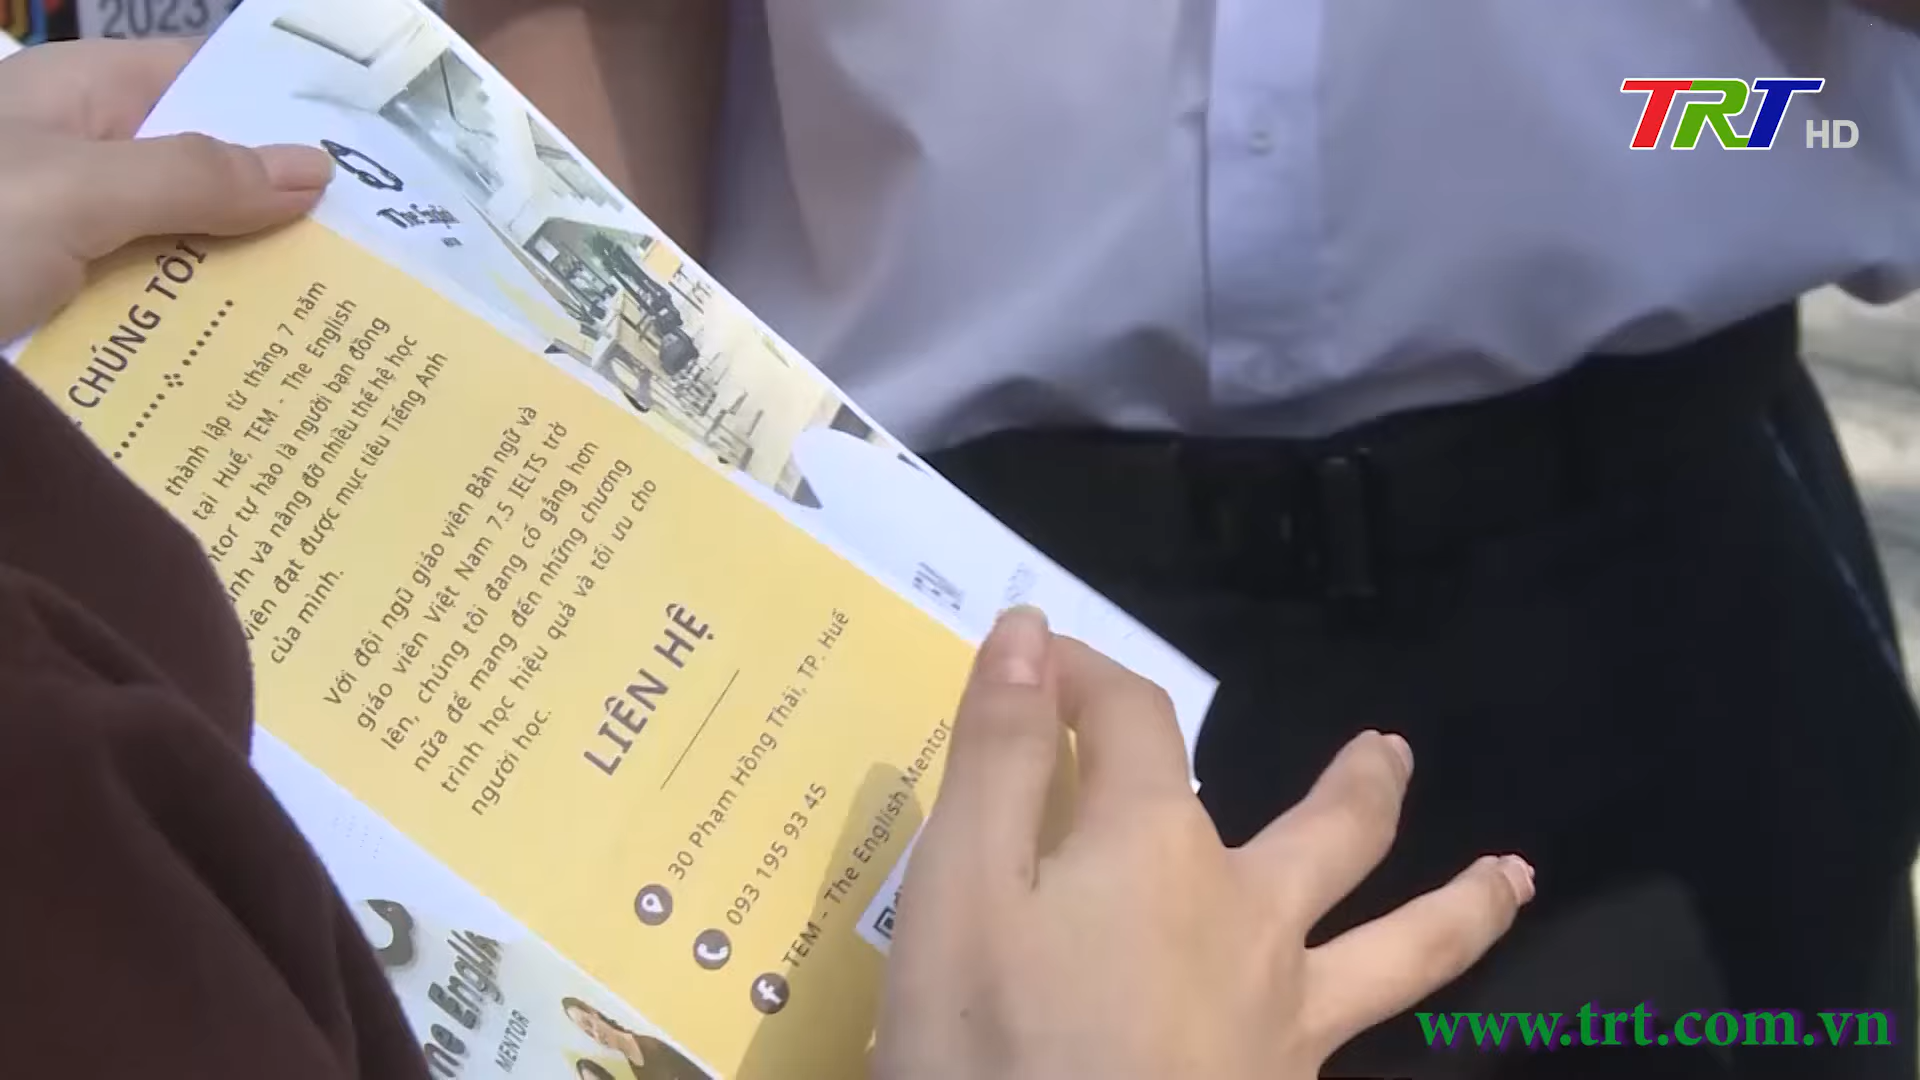 2023
TRT HD
The English
CHÚNG TÔI
thành lập từ tháng 7 năm
tại Huế, TEM - The English
tự hào là người bạn đồng
và nâng đỡ nhiều thế hệ học
viên đạt được mục tiêu Tiếng Anh
của mình.
Với đội ngũ giáo viên Bản ngữ và
giáo viên Việt Nam 7.5 IELTS trở
lên, chúng tôi đang cố gắng hơn
nữa để mang đến những chương
trình học hiệu quả và tối ưu cho
người học.
LIÊN HỆ
30 Phạm Hồng Thái, TP. Huế
093 195 93 45
TEM - The English Mentor
MENTOR
www.trt.com.vn